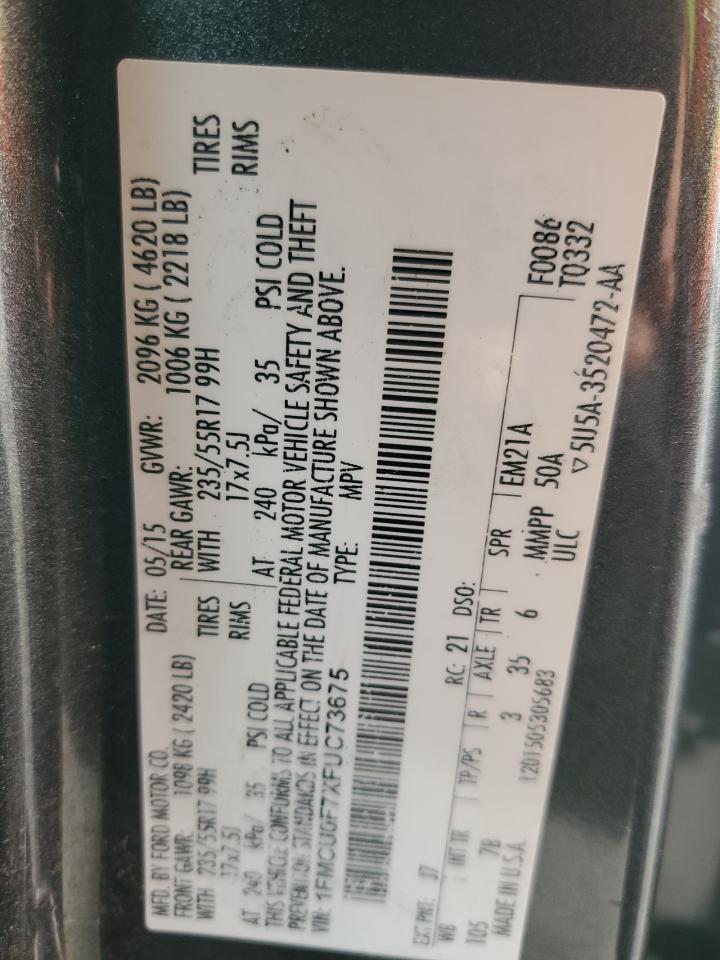 MFD. BY FORD MOTOR CO. DATE: 05/15 GVWR: 2096 KG ( 4620 LB)
FRONT GAWR: 1098 KG ( 2420 LB) REAR GAWR: 1006 KG ( 2218 LB)
WITH 235/55R17 99H TIRES WITH 235/55R17 99H TIRES
17x7.5J RIMS 17x7.5J RIMS
AT 240 kPa/ 35 PSI COLD AT 240 kPa/ 35 PSI COLD
THIS VEHICLE CONFORMS TO ALL APPLICABLE FEDERAL MOTOR VEHICLE SAFETY AND THEFT
PREVENTION STANDARDS IN EFFECT ON THE DATE OF MANUFACTURE SHOWN ABOVE.
VIN: 1FMCU0F7XFUC73675 TYPE: MPV
EXT PNT: J7 RC: 21 DSO: F0086
WB INT TR TP/PS R AXLE TR SPR EM21A TQ332
105 7B 3 35 6 MMPP 50A
MADE IN U.S.A. 1201505305683 ULC
▽ 5U5A-3520472-AA